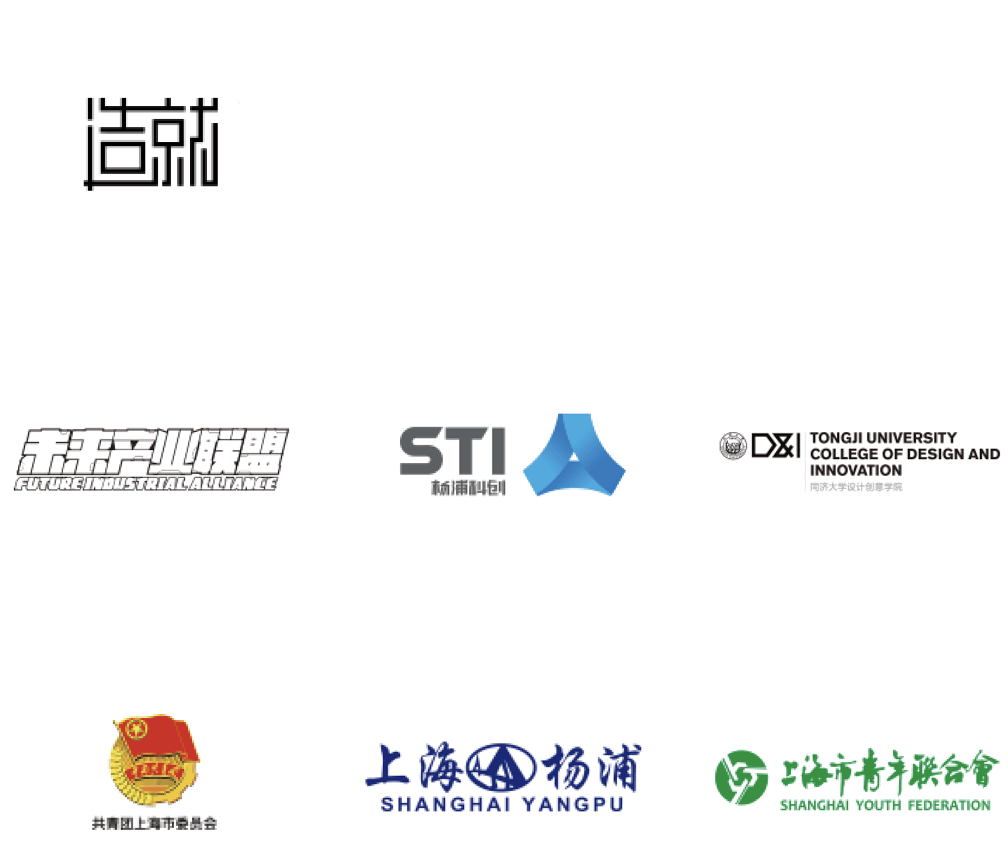 造就
未来产业联盟
FUTURE INDUSTRIAL ALLIANCE
STI
杨浦科创
D&I
TONGJI UNIVERSITY
COLLEGE OF DESIGN AND
INNOVATION
同济大学设计创意学院
共青团上海市委员会
上海 杨浦
SHANGHAI YANGPU
上海市青年联合會
SHANGHAI YOUTH FEDERATION